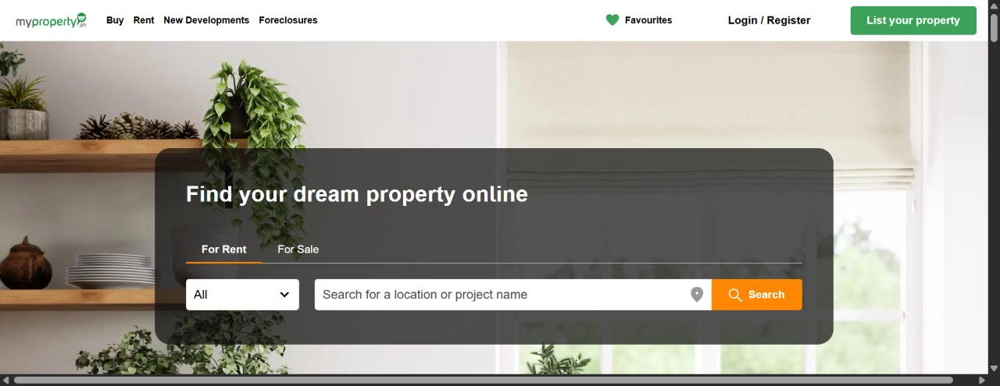 myproperty.ph
Buy Rent New Developments Foreclosures Favourites Login / Register List your property
Find your dream property online
For Rent For Sale
All Search for a location or project name Search